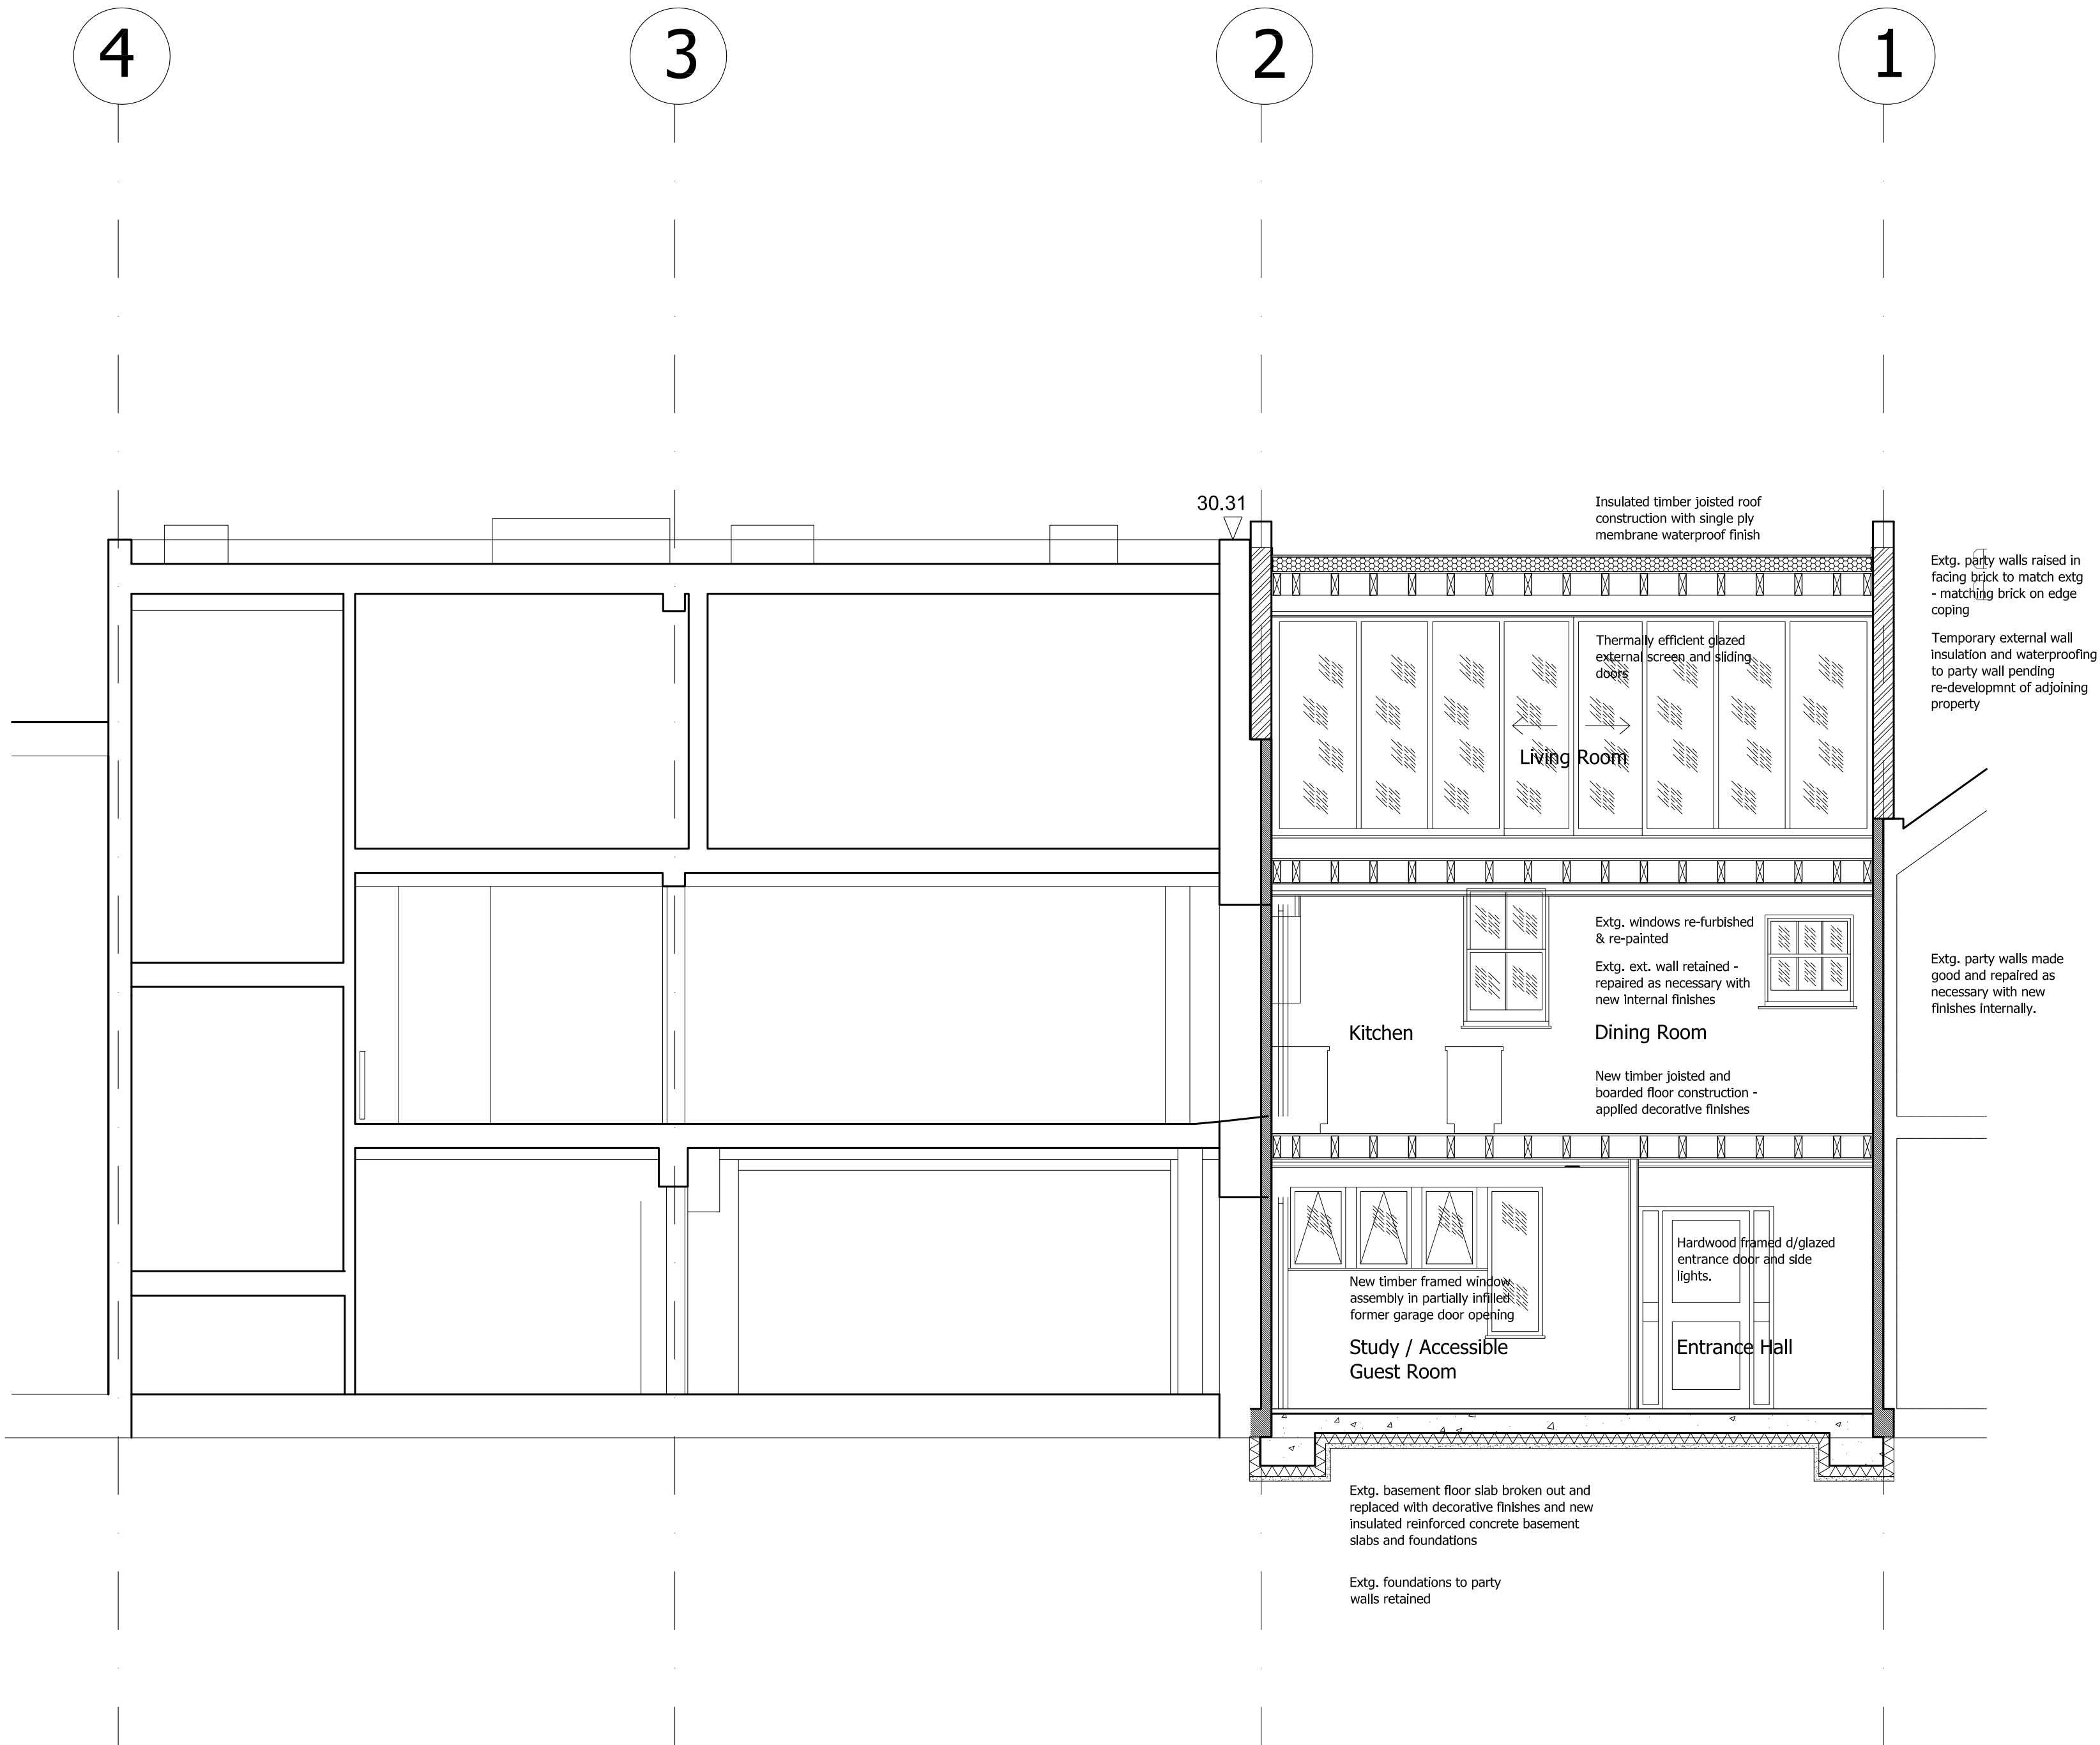 4
3
2
1
30.31
Insulated timber joisted roof
construction with single ply
membrane waterproof finish
Extg. party walls raised in
facing brick to match extg
- matching brick on edge
coping
Temporary external wall
insulation and waterproofing
to party wall pending
re-developmnt of adjoining
property
Thermally efficient glazed
external screen and sliding
doors
Living Room
Extg. windows re-furbished
& re-painted
Extg. ext. wall retained -
repaired as necessary with
new internal finishes
Extg. party walls made
good and repaired as
necessary with new
finishes internally.
Kitchen
Dining Room
New timber joisted and
boarded floor construction -
applied decorative finishes
Hardwood framed d/glazed
entrance door and side
lights.
New timber framed window
assembly in partially infilled
former garage door opening
Study / Accessible
Guest Room
Entrance Hall
Extg. basement floor slab broken out and
replaced with decorative finishes and new
insulated reinforced concrete basement
slabs and foundations
Extg. foundations to party
walls retained